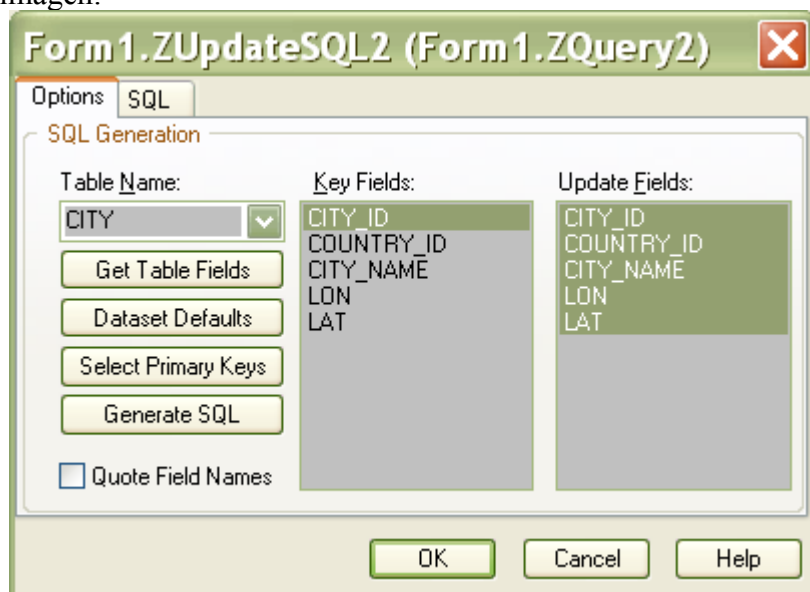 imagen:
Form1.ZUpdateSQL2 (Form1.ZQuery2)
Options SQL
SQL Generation
Table Name:
CITY
Get Table Fields
Dataset Defaults
Select Primary Keys
Generate SQL
Quote Field Names
Key Fields:
CITY_ID
COUNTRY_ID
CITY_NAME
LON
LAT
Update Fields:
CITY_ID
COUNTRY_ID
CITY_NAME
LON
LAT
OK Cancel Help